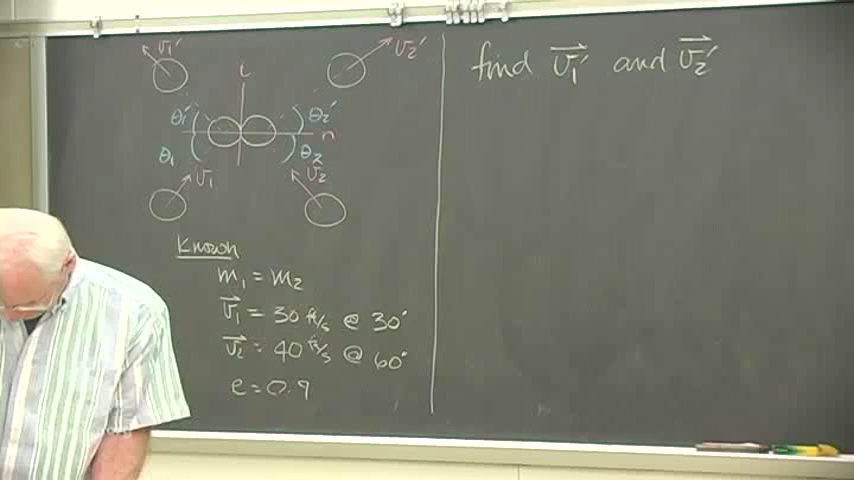 v₁'
v₂'
t
θ₁'
θ₂'
n
θ₁
θ₂
v₁
v₂
Known
m₁ = m₂
v₁ = 30 ft/s @ 30°
v₂ = 40 ft/s @ 60°
e = 0.9
find v₁' and v₂'